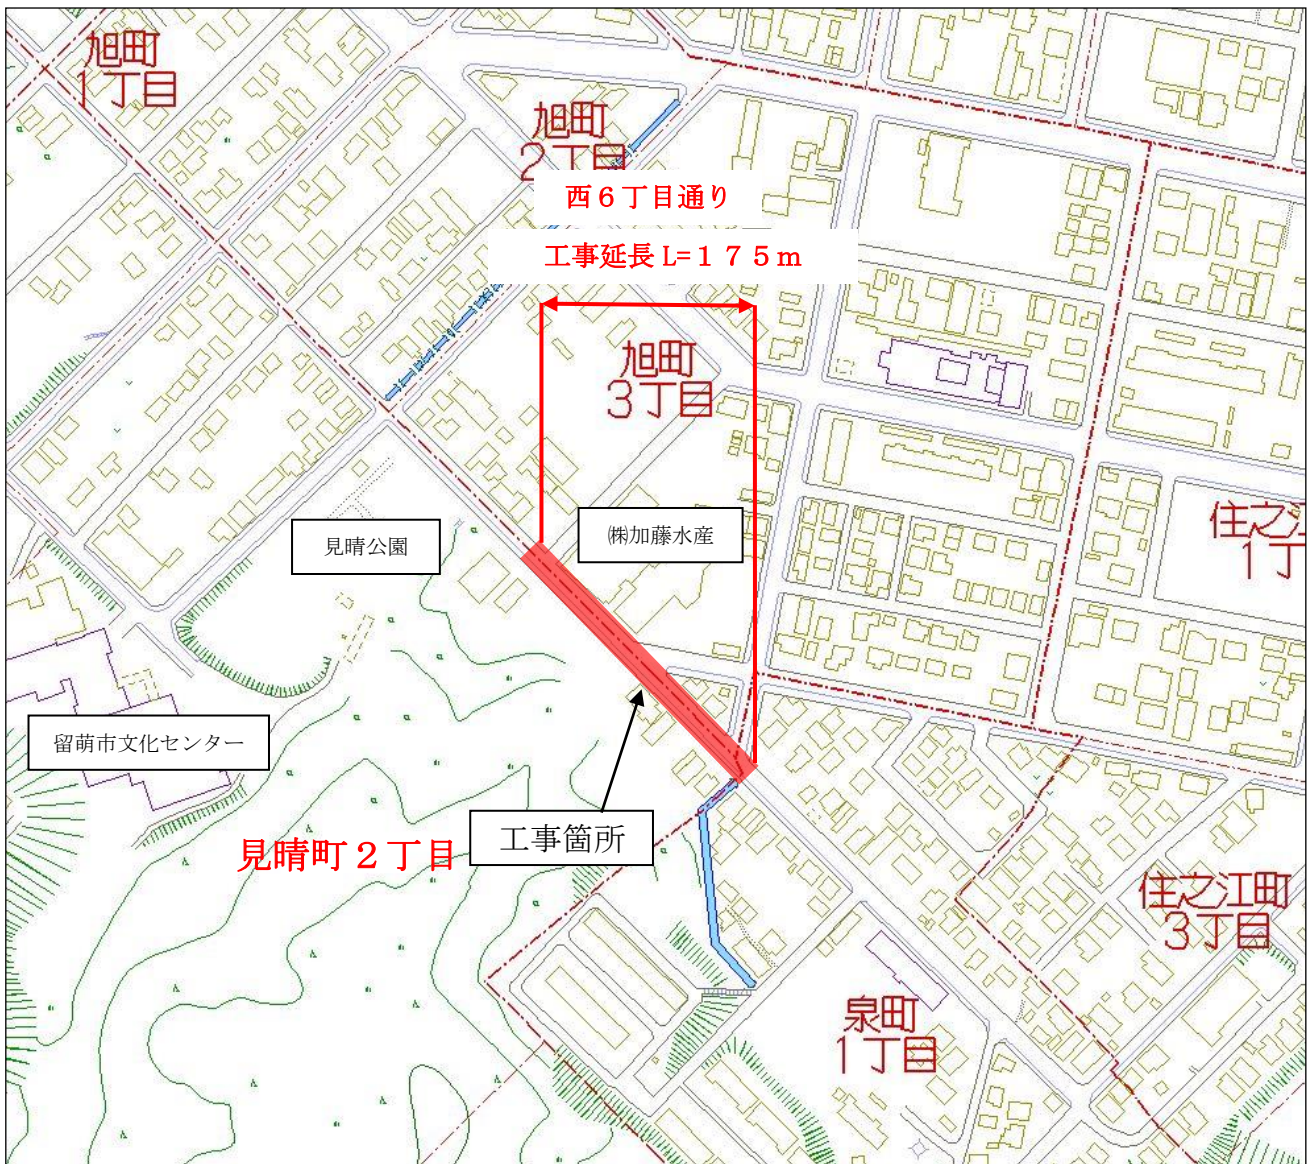 旭町
1丁目
旭町
2丁目
西６丁目通り
工事延長 L=１７５ｍ
旭町
3丁目
見晴公園
㈱加藤水産
住之江
1丁
留萌市文化センター
工事箇所
見晴町２丁目
住之江町
3丁目
泉町
1丁目